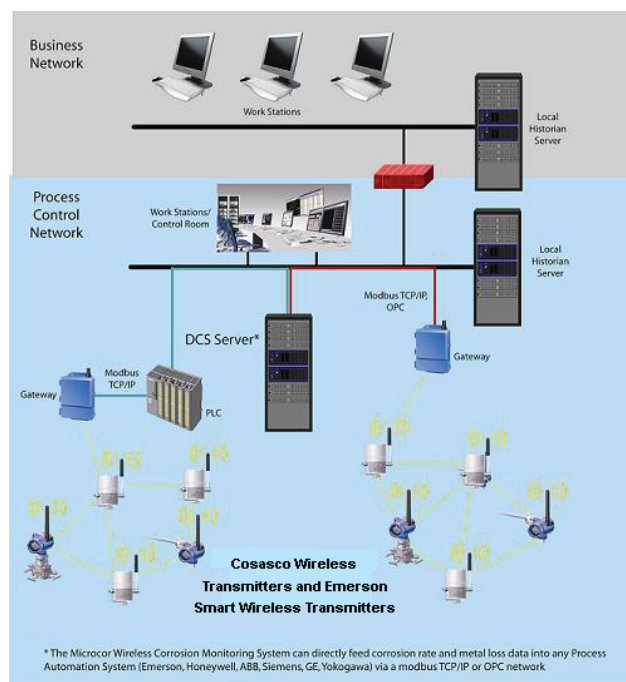 Business
Network
Work Stations
Local
Historian
Server
Process
Control
Network
Work Stations/
Control Room
Local
Historian
Server
Modbus TCP/IP,
OPC
DCS Server*
Gateway
Modbus
TCP/IP
Gateway
PLC
Cosasco Wireless
Transmitters and Emerson
Smart Wireless Transmitters
* The Microcor Wireless Corrosion Monitoring System can directly feed corrosion rate and metal loss data into any Process
Automation System (Emerson, Honeywell, ABB, Siemens, GE, Yokogawa) via a modbus TCP/IP or OPC network